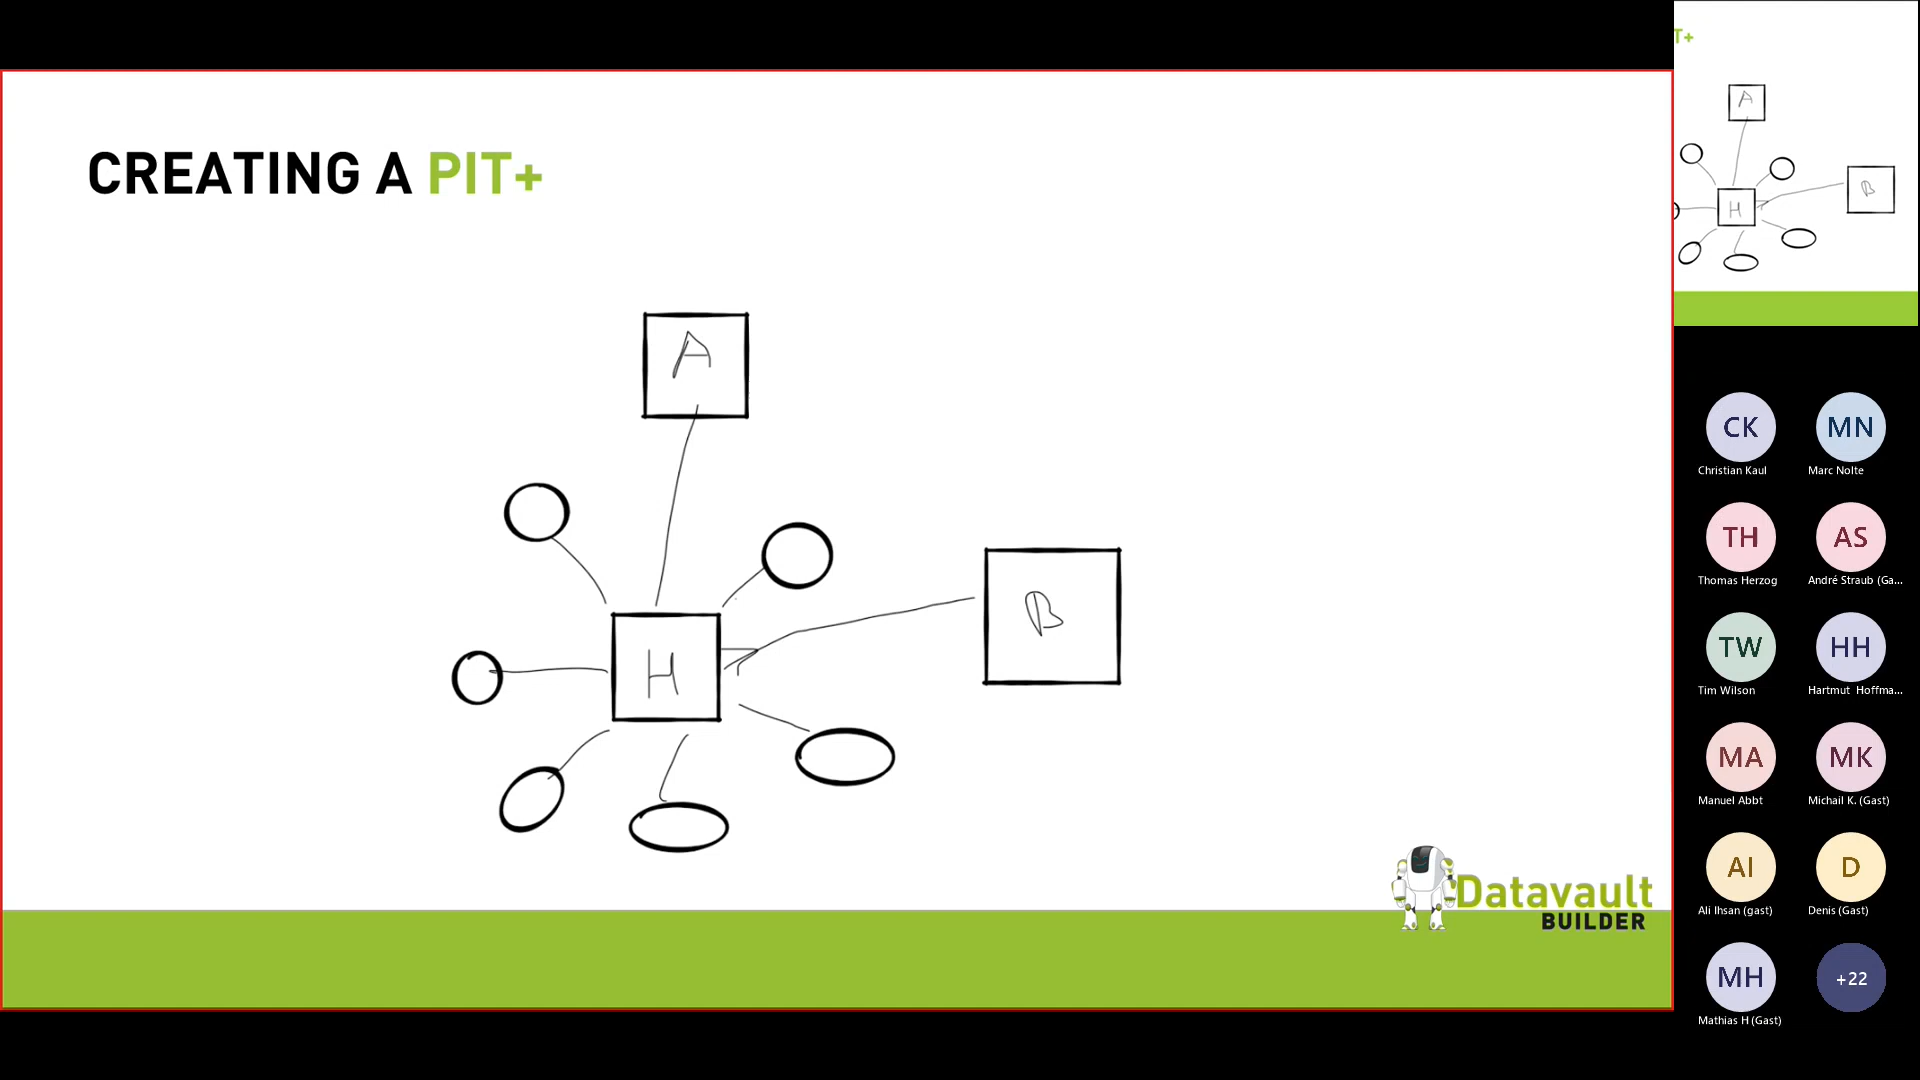 CREATING A PIT+
A
B
H
Datavault
BUILDER
T+
A
B
H
CK
MN
Christian Kaul
Marc Nolte
TH
AS
Thomas Herzog
André Straub (Ga...
TW
HH
Tim Wilson
Hartmut Hoffma...
MA
MK
Manuel Abbt
Michail K. (Gast)
AI
D
Ali Ihsan (gast)
Denis (Gast)
MH
+22
Mathias H (Gast)